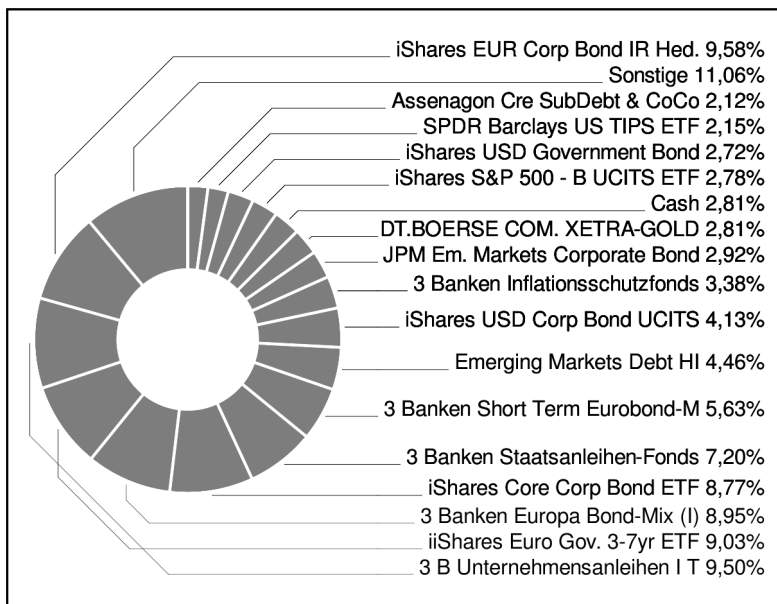 iShares EUR Corp Bond IR Hed. 9,58%
Sonstige 11,06%
Assenagon Cre SubDebt & CoCo 2,12%
SPDR Barclays US TIPS ETF 2,15%
iShares USD Government Bond 2,72%
iShares S&P 500 - B UCITS ETF 2,78%
Cash 2,81%
DT.BOERSE COM. XETRA-GOLD 2,81%
JPM Em. Markets Corporate Bond 2,92%
3 Banken Inflationsschutzfonds 3,38%
iShares USD Corp Bond UCITS 4,13%
Emerging Markets Debt HI 4,46%
3 Banken Short Term Eurobond-M 5,63%
3 Banken Staatsanleihen-Fonds 7,20%
iShares Core Corp Bond ETF 8,77%
3 Banken Europa Bond-Mix (I) 8,95%
iiShares Euro Gov. 3-7yr ETF 9,03%
3 B Unternehmensanleihen I T 9,50%